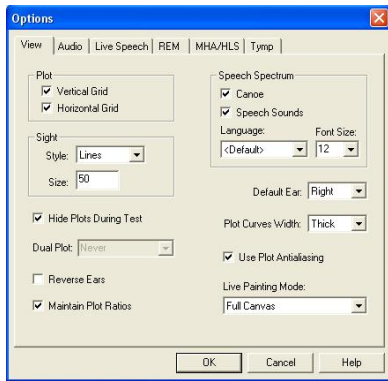 Options
View Audio Live Speech REM MHA/HLS Tymp
Plot
Vertical Grid
Horizontal Grid
Sight
Style: Lines
Size: 50
Hide Plots During Test
Dual Plot: Never
Reverse Ears
Maintain Plot Ratios
Speech Spectrum
Canoe
Speech Sounds
Language: Font Size:
<Default> 12
Default Ear: Right
Plot Curves Width: Thick
Use Plot Antialiasing
Live Painting Mode:
Full Canvas
OK Cancel Help